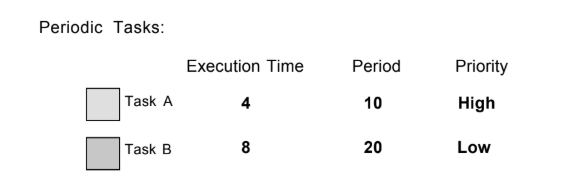 Periodic Tasks:
Execution Time Period Priority
Task A 4 10 High
Task B 8 20 Low